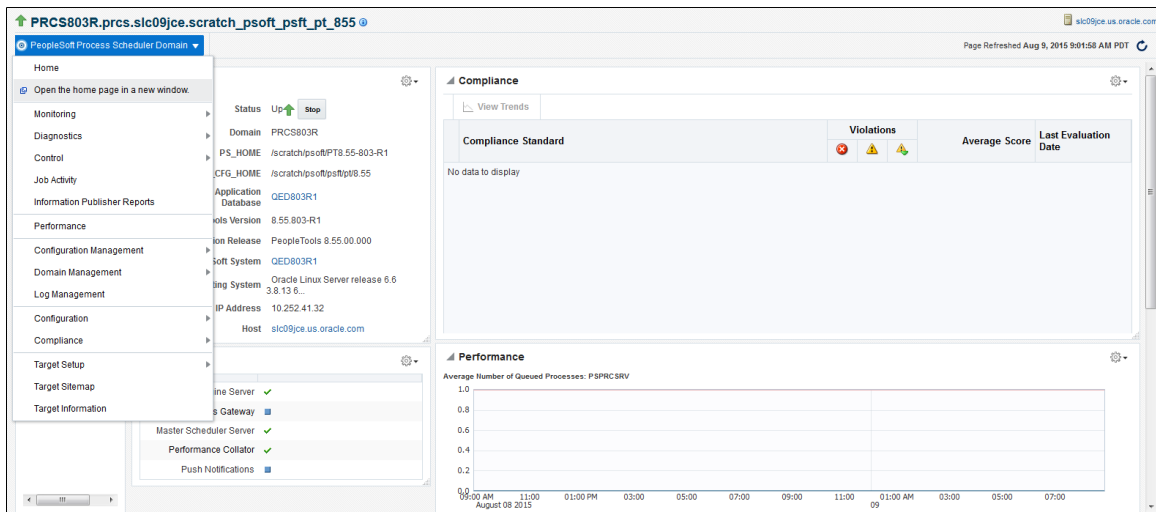 PRCS803R.prcs.slc09jce.scratch_psoft_psft_pt_855
slc09jce.us.oracle.com
PeopleSoft Process Scheduler Domain
Page Refreshed Aug 9, 2015 9:01:58 AM PDT
Home
Open the home page in a new window.
Monitoring
Diagnostics
Control
Job Activity
Information Publisher Reports
Performance
Configuration Management
Domain Management
Log Management
Configuration
Compliance
Target Setup
Target Sitemap
Target Information
Status Up Stop
Domain PRCS803R
PS_HOME /scratch/psoft/PT8.55-803-R1
_CFG_HOME /scratch/psoft/psft/pt/8.55
Application Database QED803R1
ools Version 8.55.803-R1
ion Release PeopleTools 8.55.00.000
Soft System QED803R1
ting System Oracle Linux Server release 6.6
3.8.13 6...
IP Address 10.252.41.32
Host slc09jce.us.oracle.com
ine Server
s Gateway
Master Scheduler Server
Performance Collator
Push Notifications
Compliance
View Trends
Compliance Standard
Violations
Average Score
Last Evaluation
Date
No data to display
Performance
Average Number of Queued Processes: PSPRCSRV
1.0
0.8
0.6
0.4
0.2
0.0
09:00 AM 11:00 01:00 PM 03:00 05:00 07:00 09:00 11:00 01:00 AM 03:00 05:00 07:00
August 08 2015 09